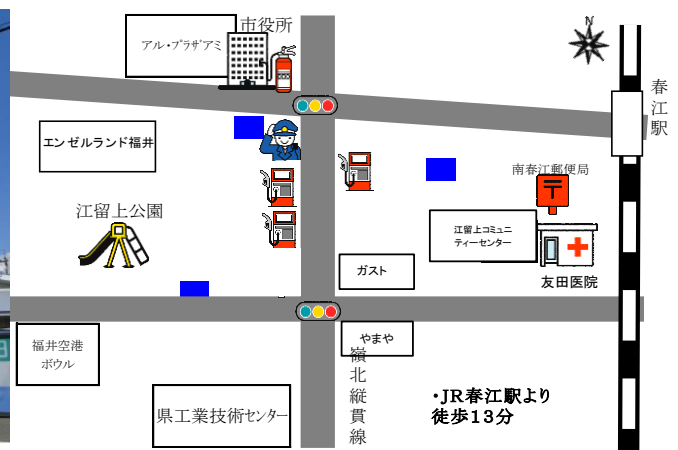 市役所
アル・プラザアミ
N
春江駅
エンゼルランド福井
南春江郵便局
江留上公園
江留上コミュニ
ティーセンター
ガスト
友田医院
福井空港
ボウル
やまや
嶺北縦貫線
県工業技術センター
・JR春江駅より
徒歩13分